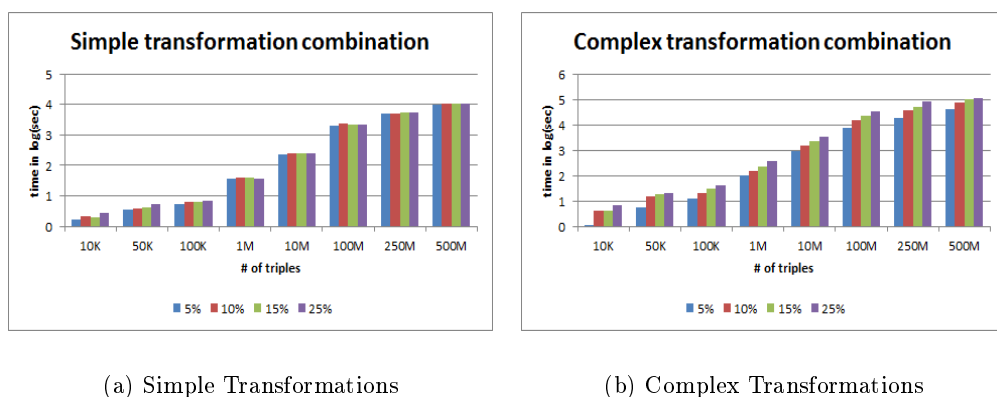 Simple transformation combination
5
4
3
2
1
0
time in log(sec)
10K 50K 100K 1M 10M 100M 250M 500M
# of triples
5% 10% 15% 25%
(a) Simple Transformations
Complex transformation combination
6
5
4
3
2
1
0
time in log(sec)
10K 50K 100K 1M 10M 100M 250M 500M
# of triples
5% 10% 15% 25%
(b) Complex Transformations